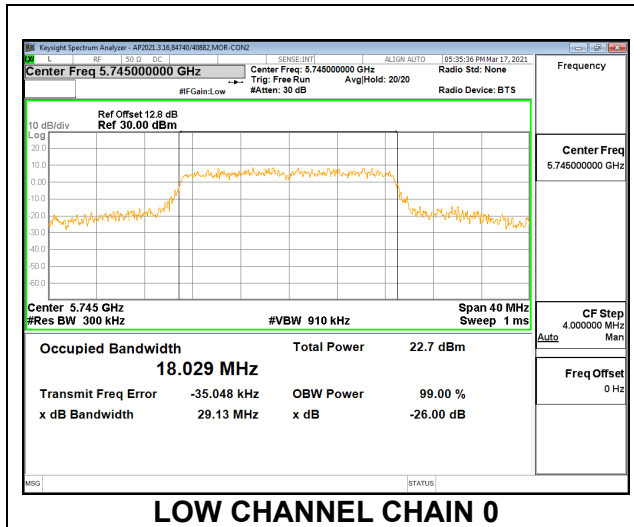 Keysight Spectrum Analyzer - AP2021.3.16,84740/40882,MOR-CON2
L RF 50 Ω DC SENSE:INT ALIGN AUTO 05:35:36 PM Mar 17, 2021
Center Freq 5.745000000 GHz
Center Freq: 5.745000000 GHz
Radio Std: None
Trig: Free Run Avg|Hold: 20/20
#IFGain:Low #Atten: 30 dB Radio Device: BTS
Ref Offset 12.8 dB
10 dB/div Ref 30.00 dBm
Log
20.0
10.0
0.00
-10.0
-20.0
-30.0
-40.0
-50.0
-60.0
Center 5.745 GHz Span 40 MHz
#Res BW 300 kHz #VBW 910 kHz Sweep 1 ms
Occupied Bandwidth Total Power 22.7 dBm
18.029 MHz
Transmit Freq Error -35.048 kHz OBW Power 99.00 %
x dB Bandwidth 29.13 MHz x dB -26.00 dB
MSG STATUS
Frequency
Center Freq
5.745000000 GHz
CF Step
4.000000 MHz
Auto Man
Freq Offset
0 Hz
LOW CHANNEL CHAIN 0